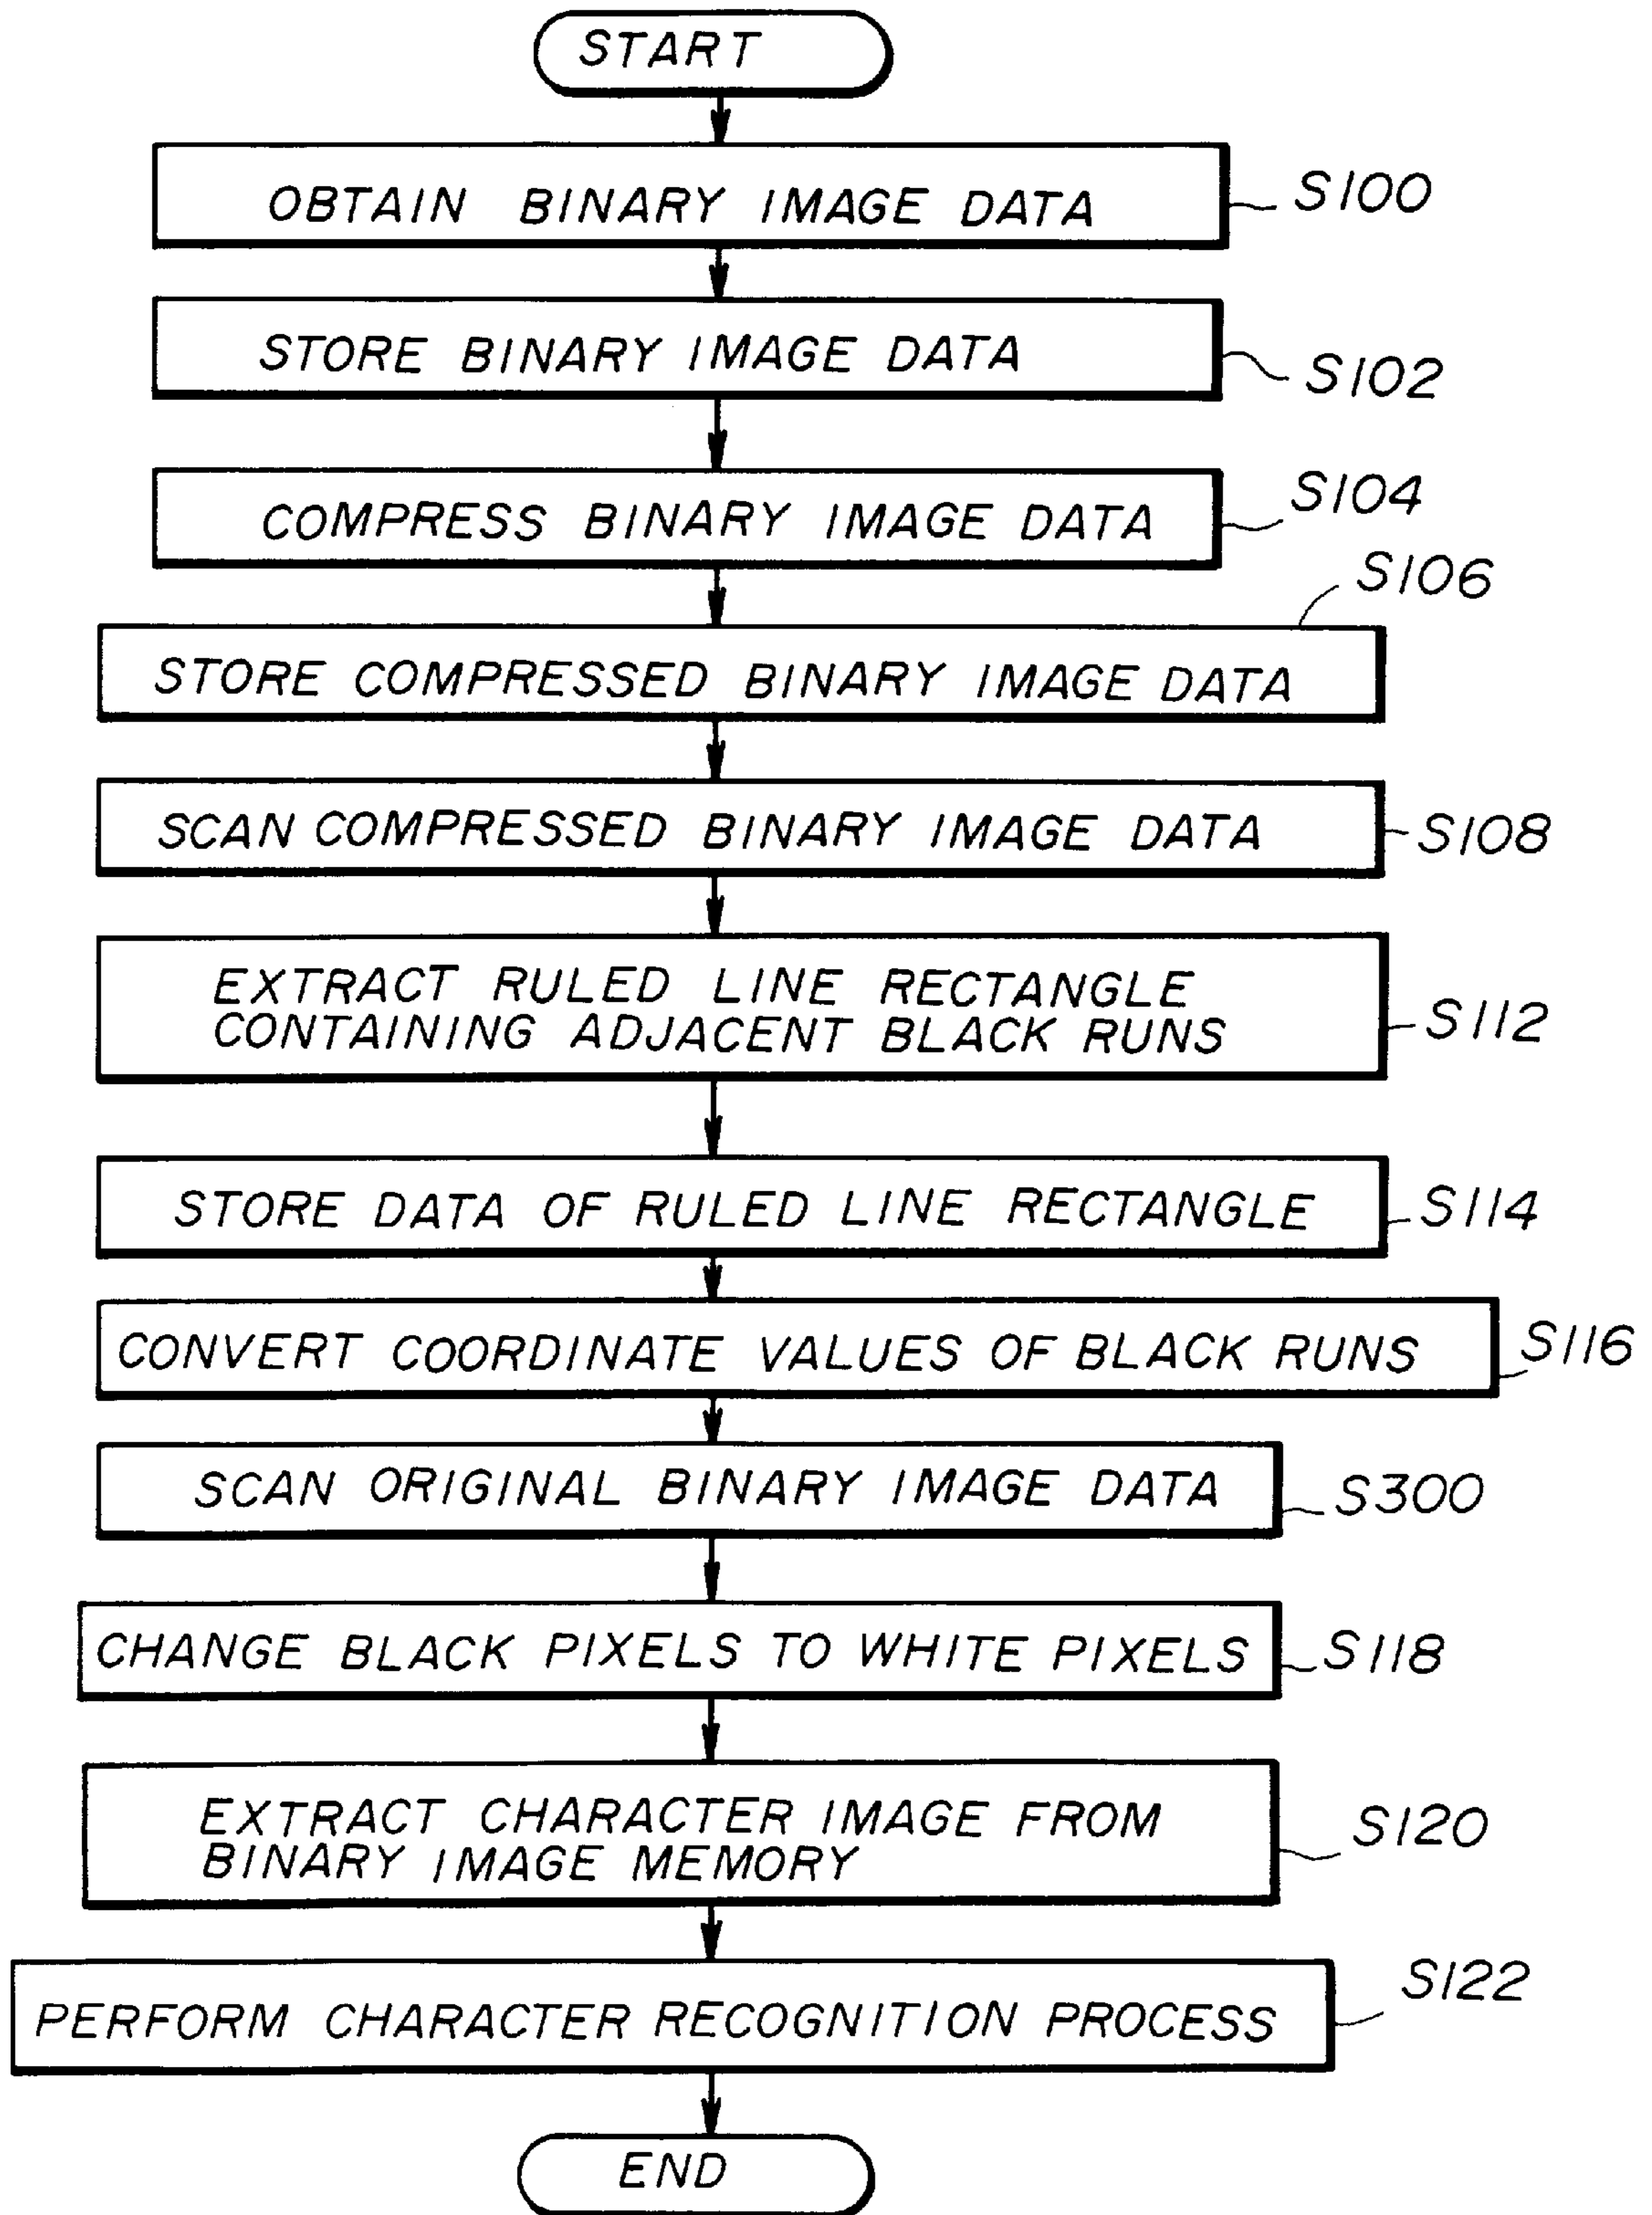 START
OBTAIN BINARY IMAGE DATA S100
STORE BINARY IMAGE DATA S102
COMPRESS BINARY IMAGE DATA S104
S106
STORE COMPRESSED BINARY IMAGE DATA
SCAN COMPRESSED BINARY IMAGE DATA S108
EXTRACT RULED LINE RECTANGLE
CONTAINING ADJACENT BLACK RUNS S112
STORE DATA OF RULED LINE RECTANGLE S114
CONVERT COORDINATE VALUES OF BLACK RUNS S116
SCAN ORIGINAL BINARY IMAGE DATA S300
CHANGE BLACK PIXELS TO WHITE PIXELS S118
EXTRACT CHARACTER IMAGE FROM S120
BINARY IMAGE MEMORY
PERFORM CHARACTER RECOGNITION PROCESS S122
END